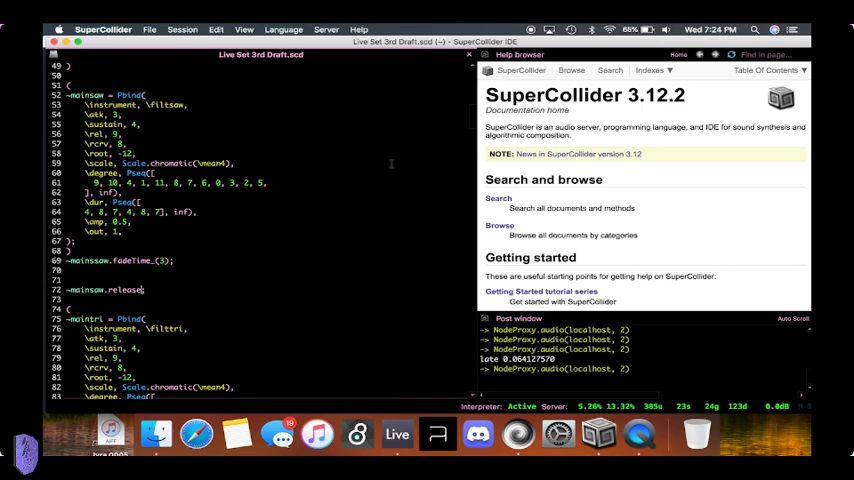 SuperCollider File Session Edit View Language Server Help 65% Wed 7:24 PM
Live Set 3rd Draft.scd (~) - SuperCollider IDE
Live Set 3rd Draft.scd
49 )
50
51 (
52 ~mainsaw = Pbind(
53 \instrument, \filtsaw,
54 \atk, 3,
55 \sustain, 4,
56 \rel, 9,
57 \rcrv, 8,
58 \root, -12,
59 \scale, Scale.chromatic(\mean4),
60 \degree, Pseq([
61 9, 10, 4, 1, 11, 8, 7, 6, 0, 3, 2, 5,
62 ], inf),
63 \dur, Pseq([
64 4, 8, 7, 4, 8, 7], inf),
65 \amp, 0.5,
66 \out, 1,
67 );
68 )
69 ~mainssaw.fadeTime_(3);
70
71
72 ~mainsaw.release;
73
74 (
75 ~maintri = Pbind(
76 \instrument, \filttri,
77 \atk, 3,
78 \sustain, 4,
79 \rel, 9,
80 \rcrv, 8,
81 \root, -12,
82 \scale, Scale.chromatic(\mean4),
83 \degree, Pseq([
Help browser Home Find in page...
SuperCollider Browse Search Indexes ▼ Table Of Contents ▼
SuperCollider 3.12.2
Documentation home
SuperCollider is an audio server, programming language, and IDE for sound synthesis and
algorithmic composition.
NOTE: News in SuperCollider version 3.12
Search and browse
Search
Search all documents and methods
Browse
Browse all documents by categories
Getting started
These are useful starting points for getting help on SuperCollider:
Getting Started tutorial series
Get started with SuperCollider
Post window Auto Scroll
-> NodeProxy.audio(localhost, 2)
-> NodeProxy.audio(localhost, 2)
-> NodeProxy.audio(localhost, 2)
late 0.064127570
-> NodeProxy.audio(localhost, 2)
Interpreter: Active Server: 5.26% 13.32% 385u 23s 24g 123d 0.0dB M R
19
Live
AIFF
lyra 0005